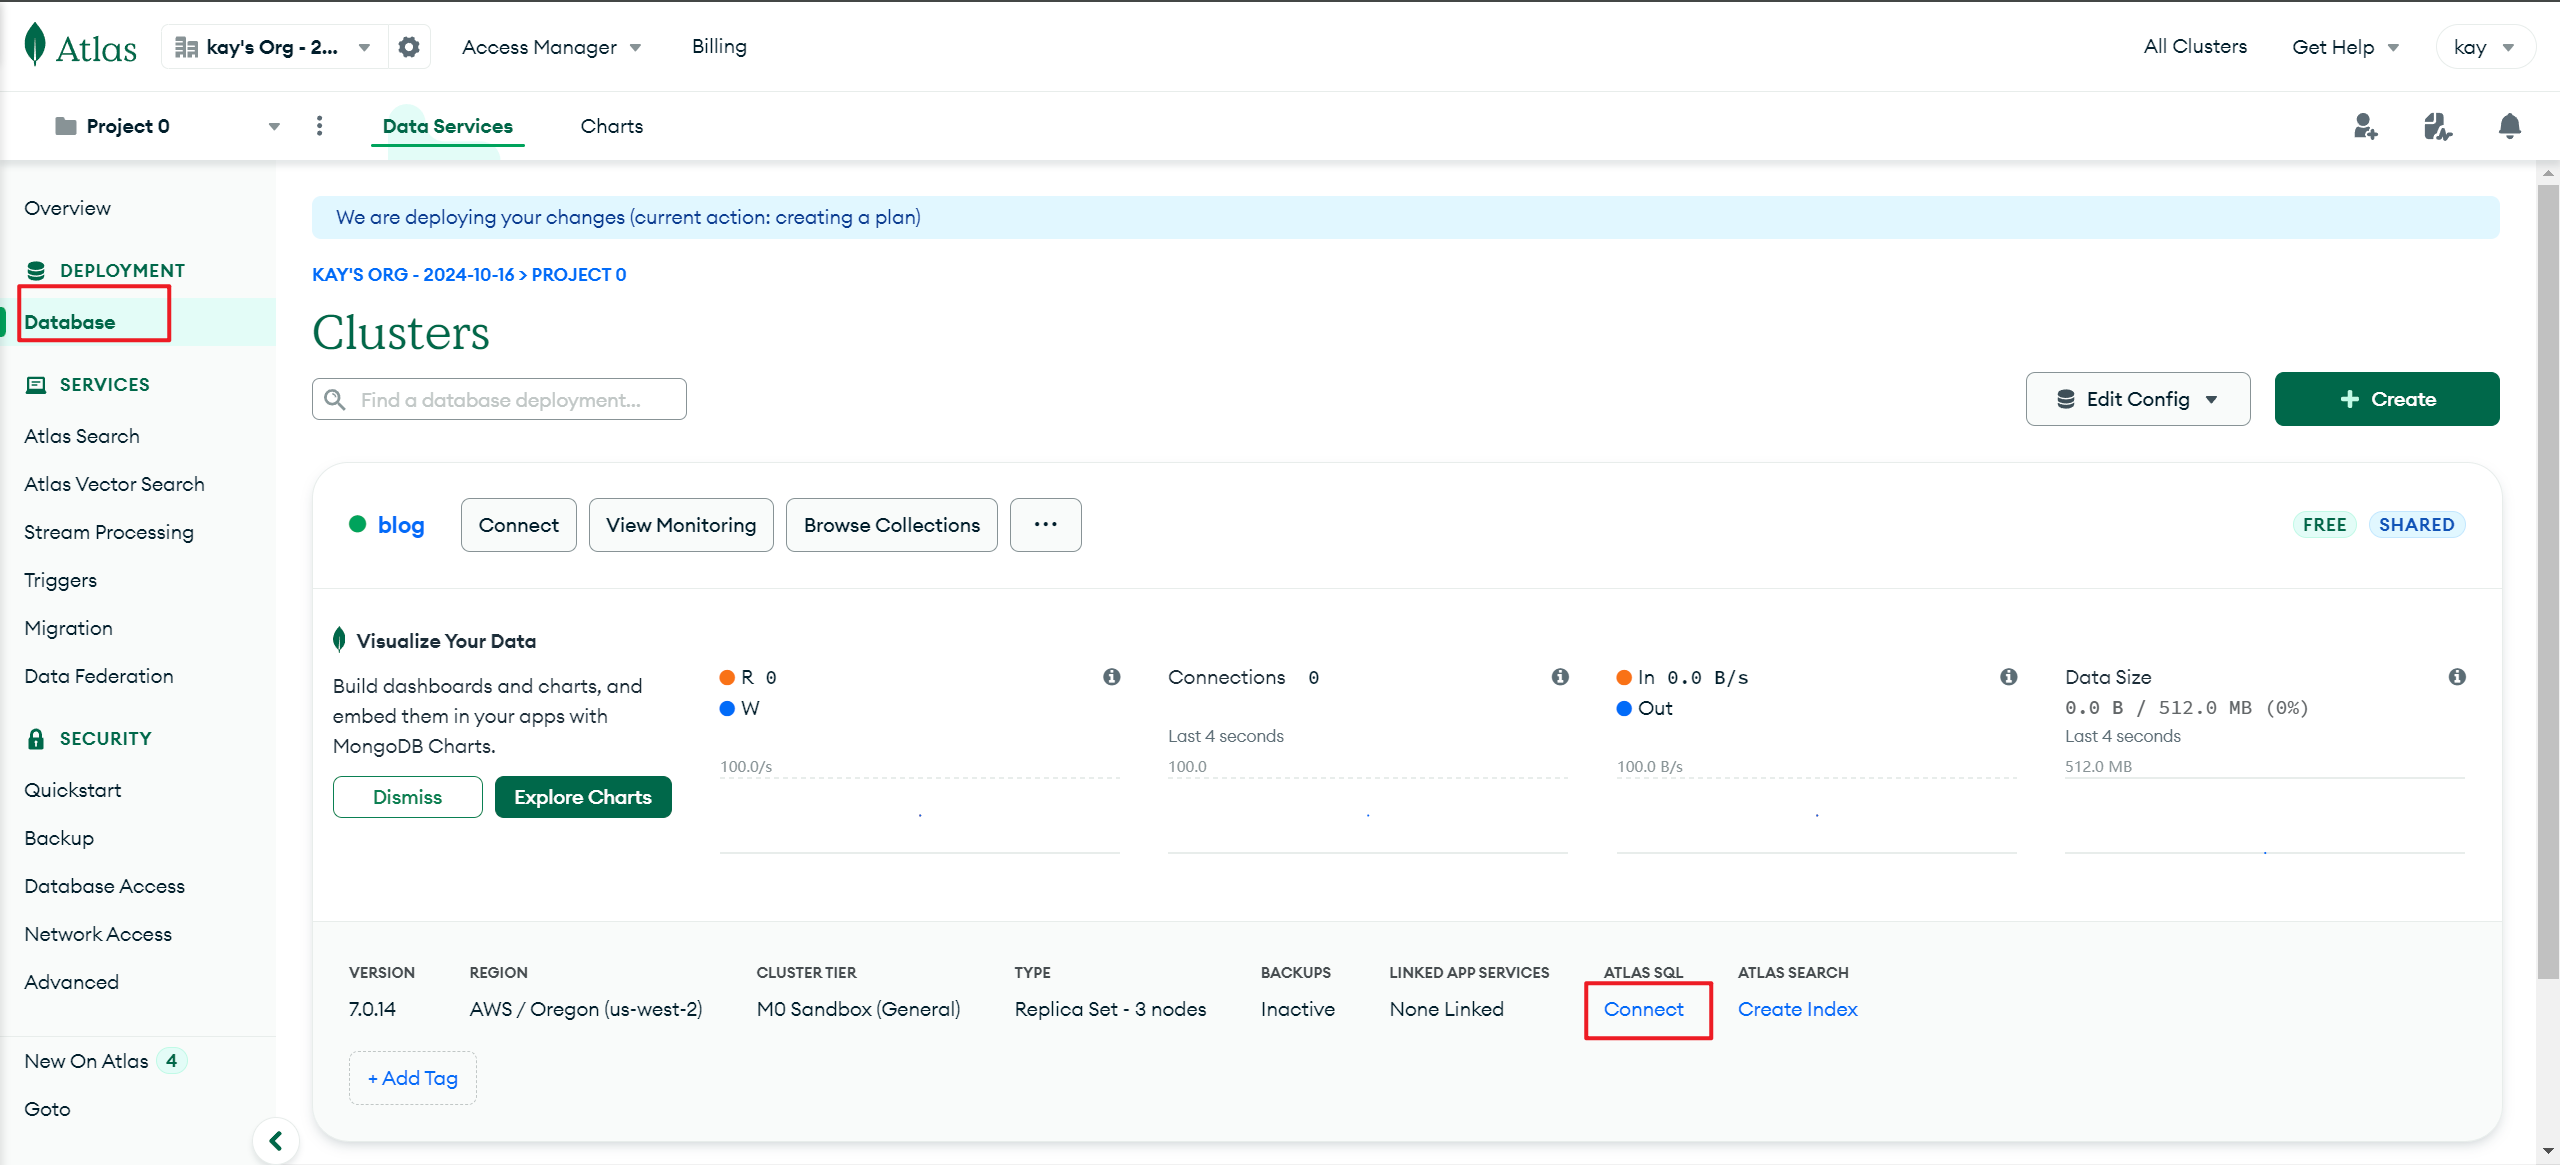 Atlas
kay's Org - 2...
Access Manager
Billing
All Clusters
Get Help
kay
Project 0
Data Services
Charts
Overview
DEPLOYMENT
Database
SERVICES
Atlas Search
Atlas Vector Search
Stream Processing
Triggers
Migration
Data Federation
SECURITY
Quickstart
Backup
Database Access
Network Access
Advanced
New On Atlas 4
Goto
We are deploying your changes (current action: creating a plan)
KAY'S ORG - 2024-10-16 > PROJECT 0
Clusters
Find a database deployment...
Edit Config
+ Create
blog
Connect
View Monitoring
Browse Collections
...
FREE
SHARED
Visualize Your Data
Build dashboards and charts, and
embed them in your apps with
MongoDB Charts.
Dismiss
Explore Charts
R 0
W
100.0/s
Connections 0
Last 4 seconds
100.0
In 0.0 B/s
Out
100.0 B/s
Data Size
0.0 B / 512.0 MB (0%)
Last 4 seconds
512.0 MB
VERSION
7.0.14
REGION
AWS / Oregon (us-west-2)
CLUSTER TIER
M0 Sandbox (General)
TYPE
Replica Set - 3 nodes
BACKUPS
Inactive
LINKED APP SERVICES
None Linked
ATLAS SQL
Connect
ATLAS SEARCH
Create Index
+ Add Tag